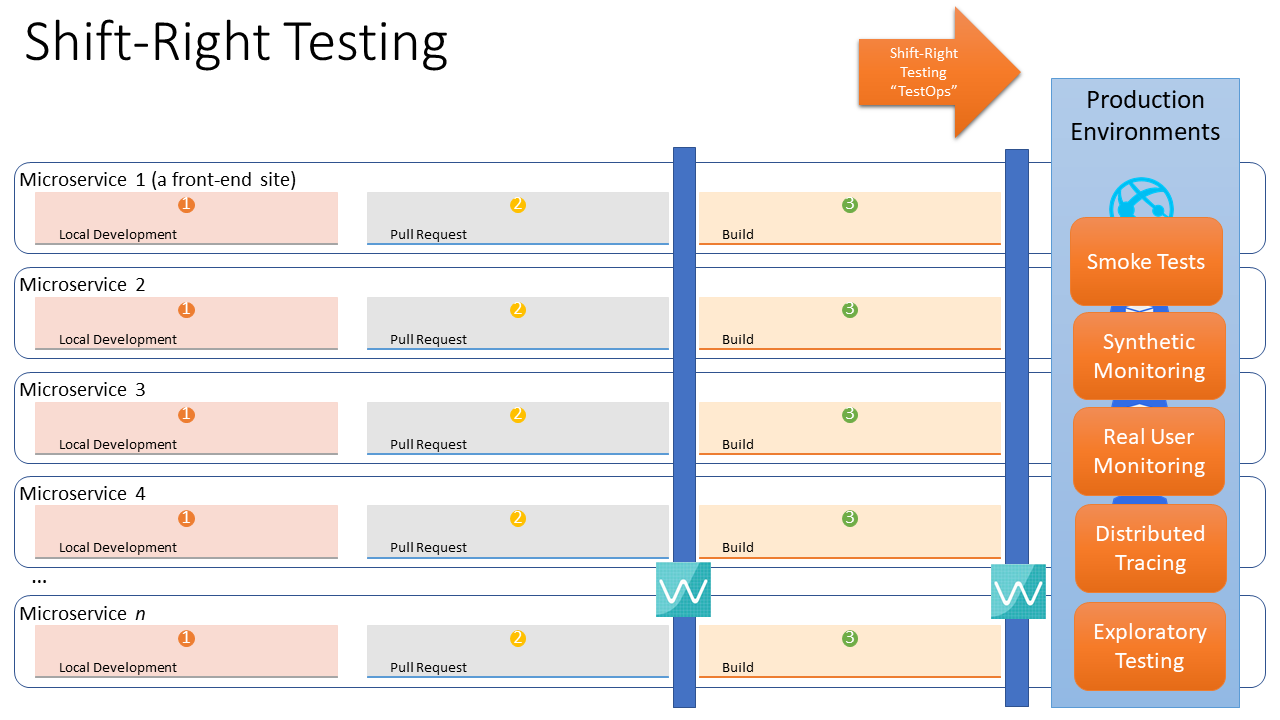 Shift-Right Testing
Shift-Right
Testing
“TestOps”
Production
Environments
Microservice 1 (a front-end site)
1
Local Development
2
Pull Request
3
Build
Smoke Tests
Microservice 2
1
Local Development
2
Pull Request
3
Build
Synthetic
Monitoring
Microservice 3
1
Local Development
2
Pull Request
3
Build
Real User
Monitoring
Microservice 4
1
Local Development
2
Pull Request
3
Build
Distributed
Tracing
...
Microservice n
1
Local Development
2
Pull Request
3
Build
Exploratory
Testing